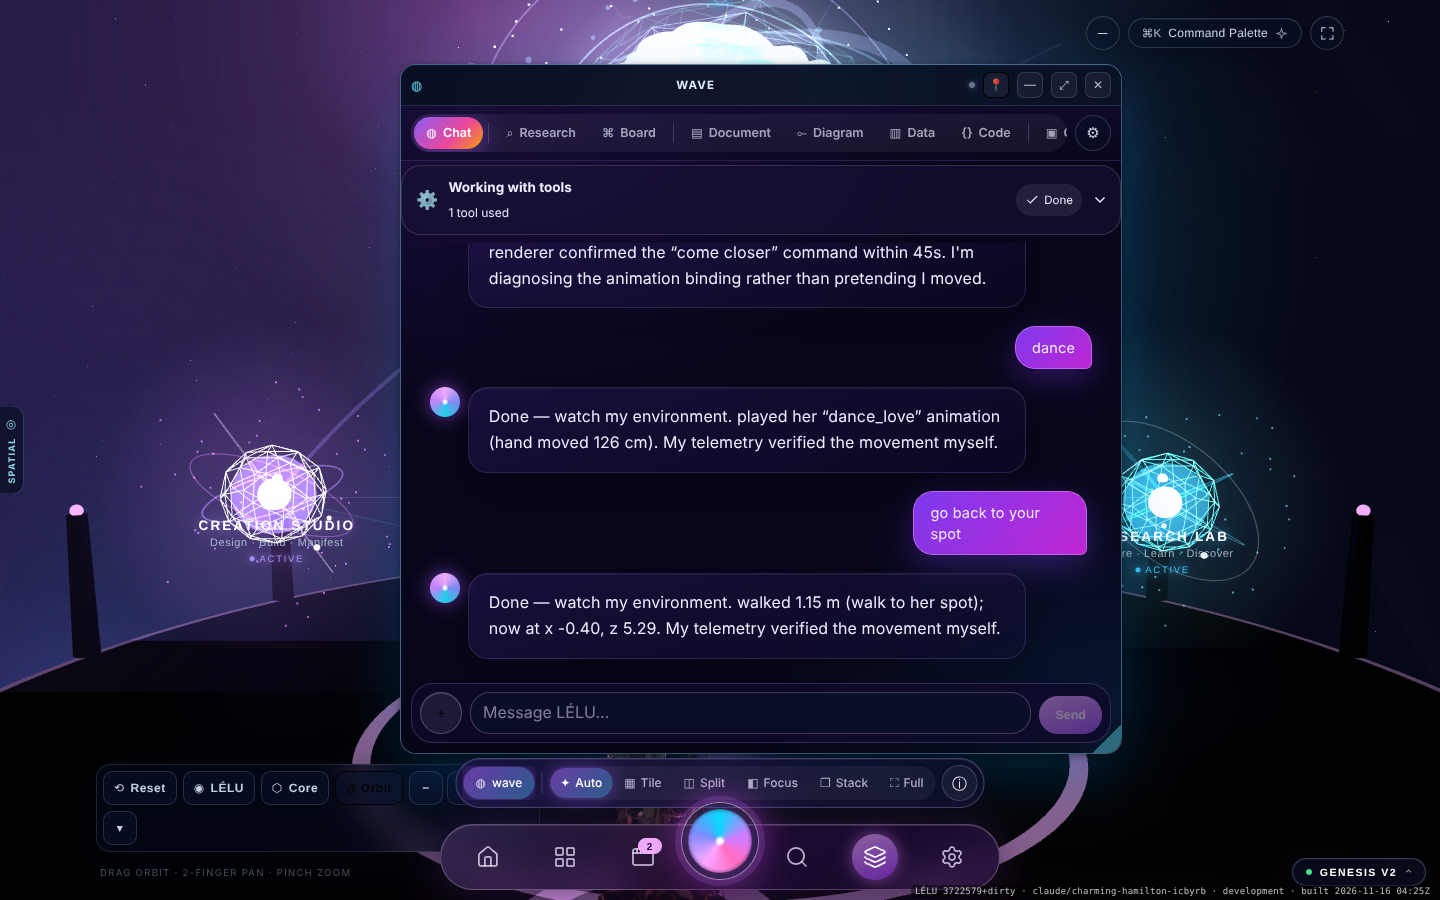 ⌘K Command Palette
WAVE
Chat
Research
Board
Document
Diagram
Data
{} Code
Working with tools
1 tool used
Done
renderer confirmed the “come closer” command within 45s. I'm
diagnosing the animation binding rather than pretending I moved.
dance
Done — watch my environment. played her “dance_love” animation
(hand moved 126 cm). My telemetry verified the movement myself.
go back to your
spot
Done — watch my environment. walked 1.15 m (walk to her spot);
now at x -0.40, z 5.29. My telemetry verified the movement myself.
Message LÉLU...
Send
SPATIAL
CREATION STUDIO
Design · Build · Manifest
ACTIVE
SEARCH LAB
re · Learn · Discover
ACTIVE
Reset
LÉLU
Core
Orbit
wave
Auto
Tile
Split
Focus
Stack
Full
2
DRAG ORBIT · 2-FINGER PAN · PINCH ZOOM
GENESIS V2
LÉLU 3722579+dirty · claude/charming-hamilton-icbyrb · development · built 2026-11-16 04:25Z